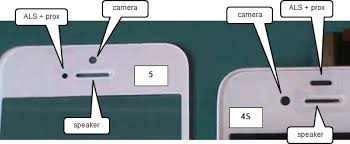 ALS + prox
camera
5
speaker
camera
ALS + prox
4S
speaker